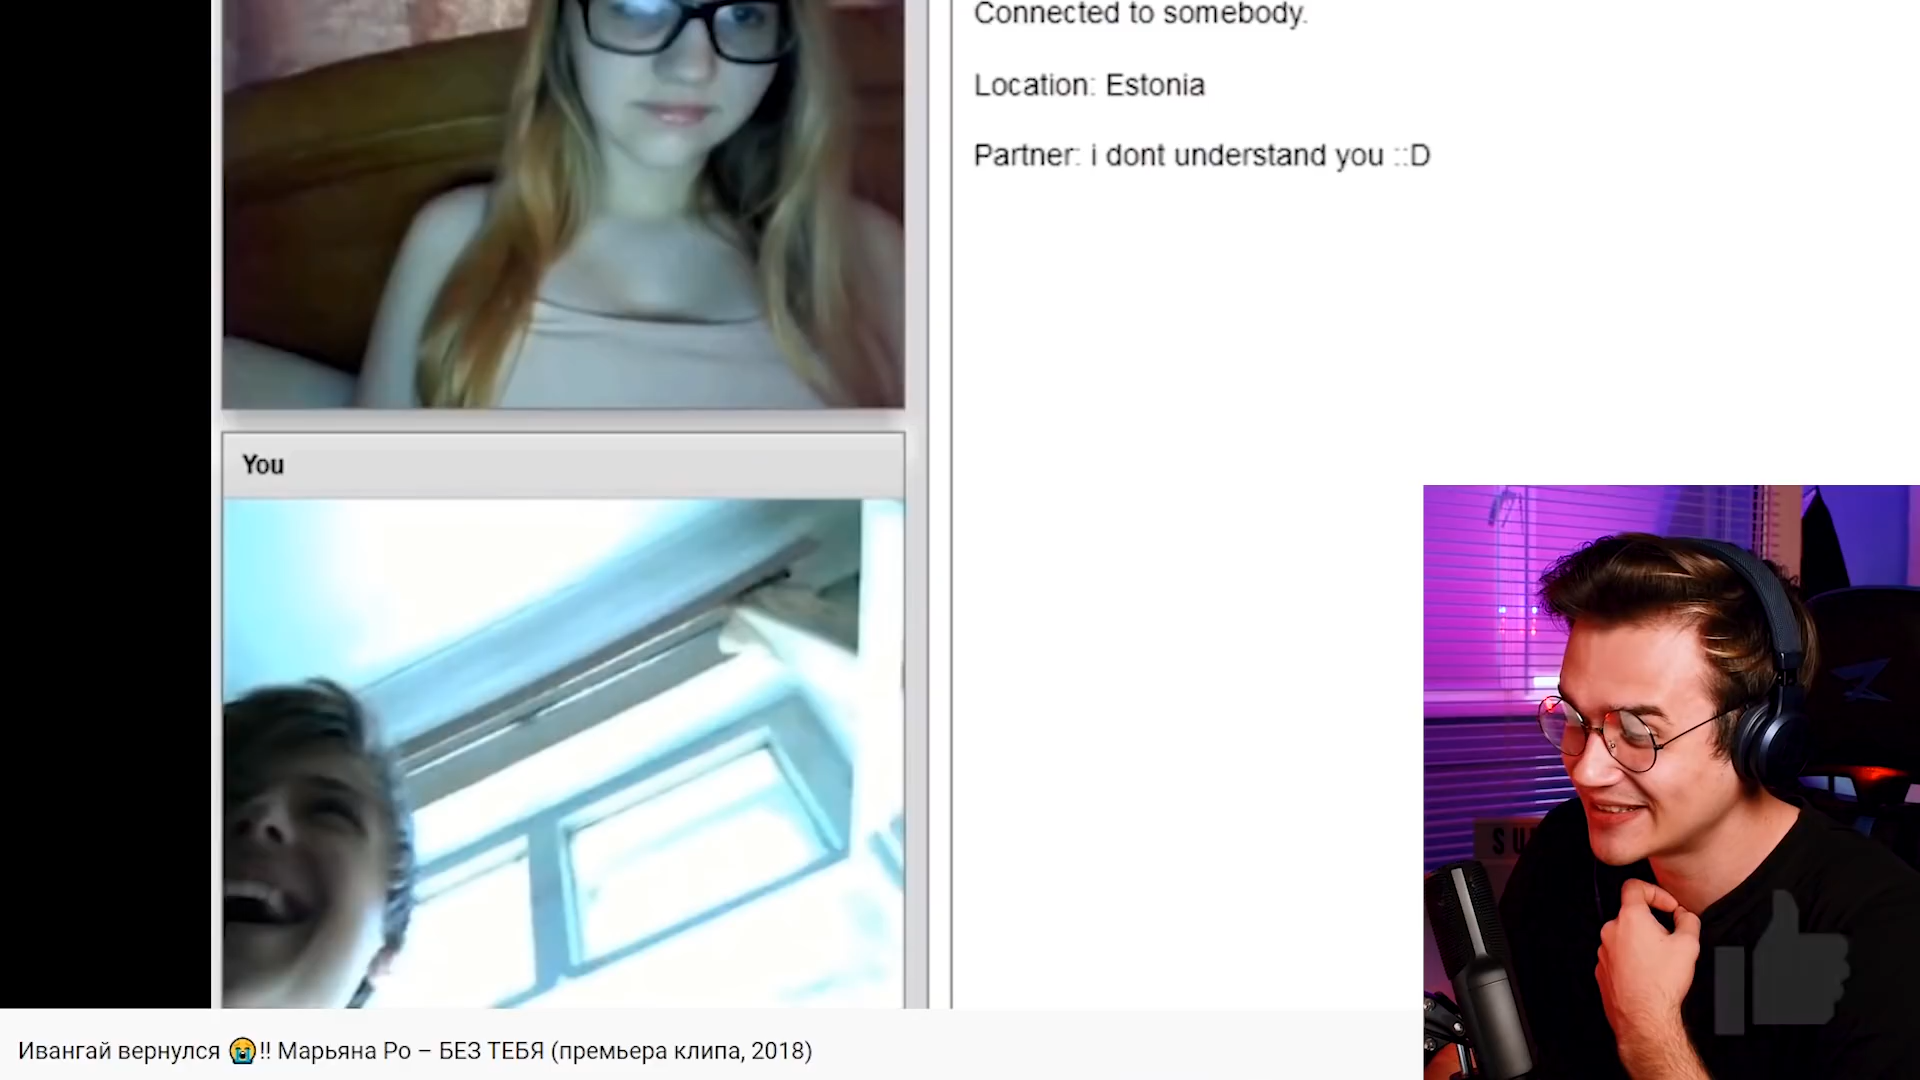 Connected to somebody.
Location: Estonia
Partner: i dont understand you ::D
You
SU
Ивангай вернулся 😭!! Марьяна Ро – БЕЗ ТЕБЯ (премьера клипа, 2018)